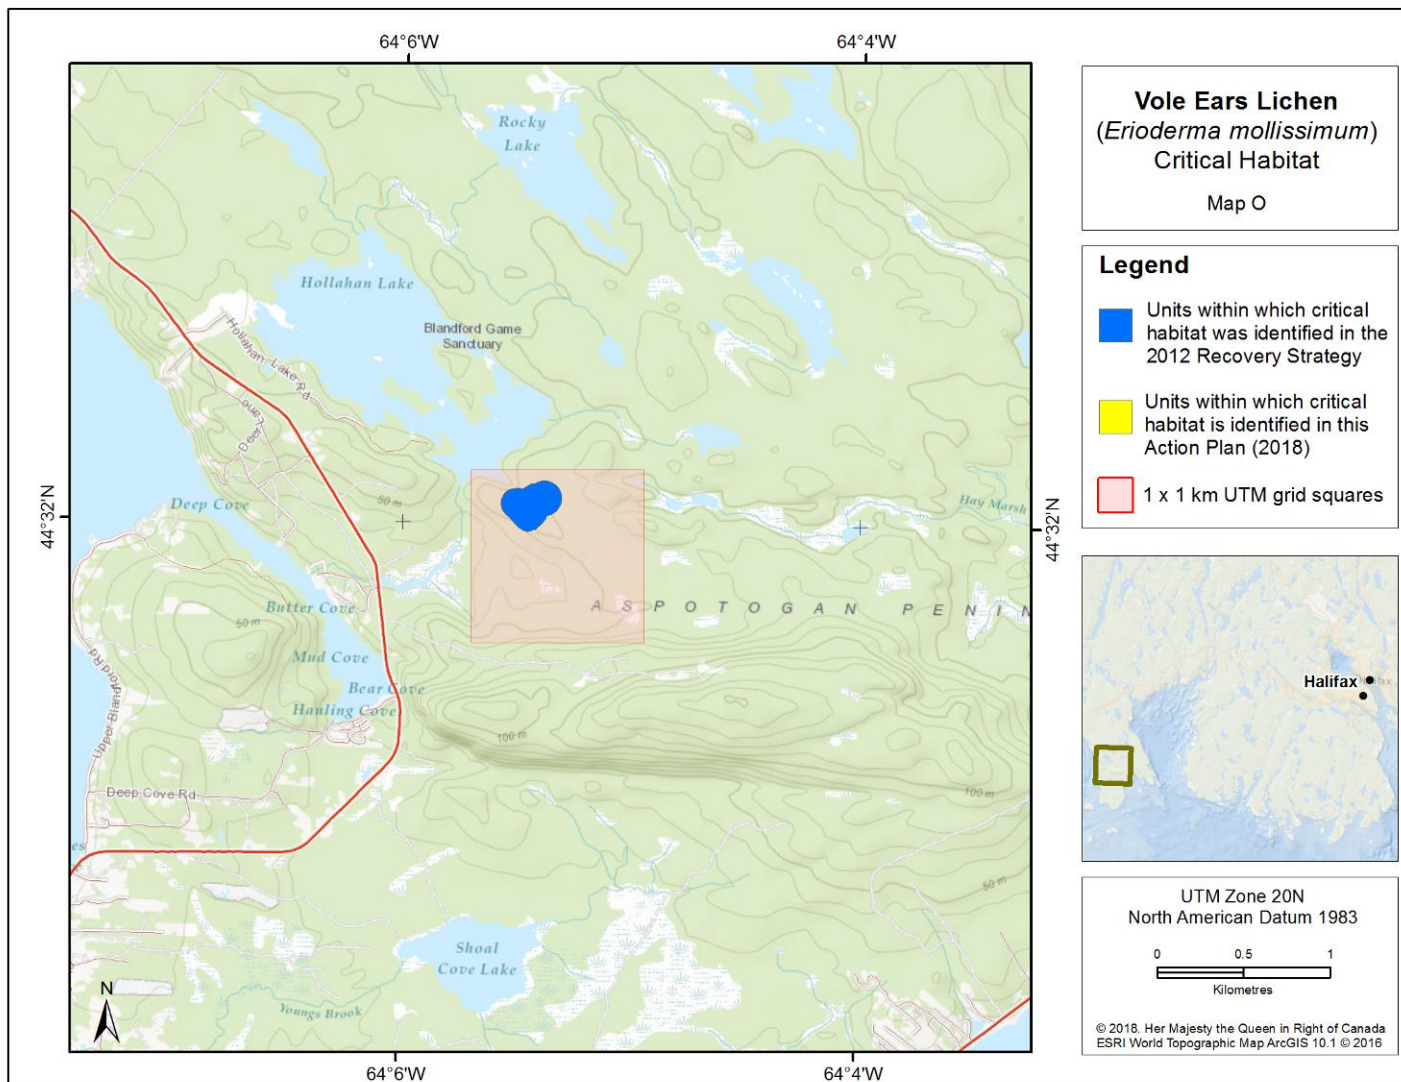 64°6'W
64°4'W
Rocky
Lake
Hollahan Lake
Blandford Game
Sanctuary
Hollahan Lake Rd
Deer Lane
Deep Cove
50 m
Hay Marsh
44°32'N
44°32'N
Butter Cove
50 m
ASPOTOGAN PENIN
Mud Cove
Bear Cove
Hauling Cove
Upper Blandford Rd
100 m
100 m
Deep Cove Rd
50 m
Shoal
Cove Lake
Youngs Brook
N
64°6'W
64°4'W
Vole Ears Lichen
(Erioderma mollissimum)
Critical Habitat
Map O
Legend
Units within which critical
habitat was identified in the
2012 Recovery Strategy
Units within which critical
habitat is identified in this
Action Plan (2018)
1 x 1 km UTM grid squares
Halifax
UTM Zone 20N
North American Datum 1983
0 0.5 1
Kilometres
© 2018. Her Majesty the Queen in Right of Canada
ESRI World Topographic Map ArcGIS 10.1 © 2016